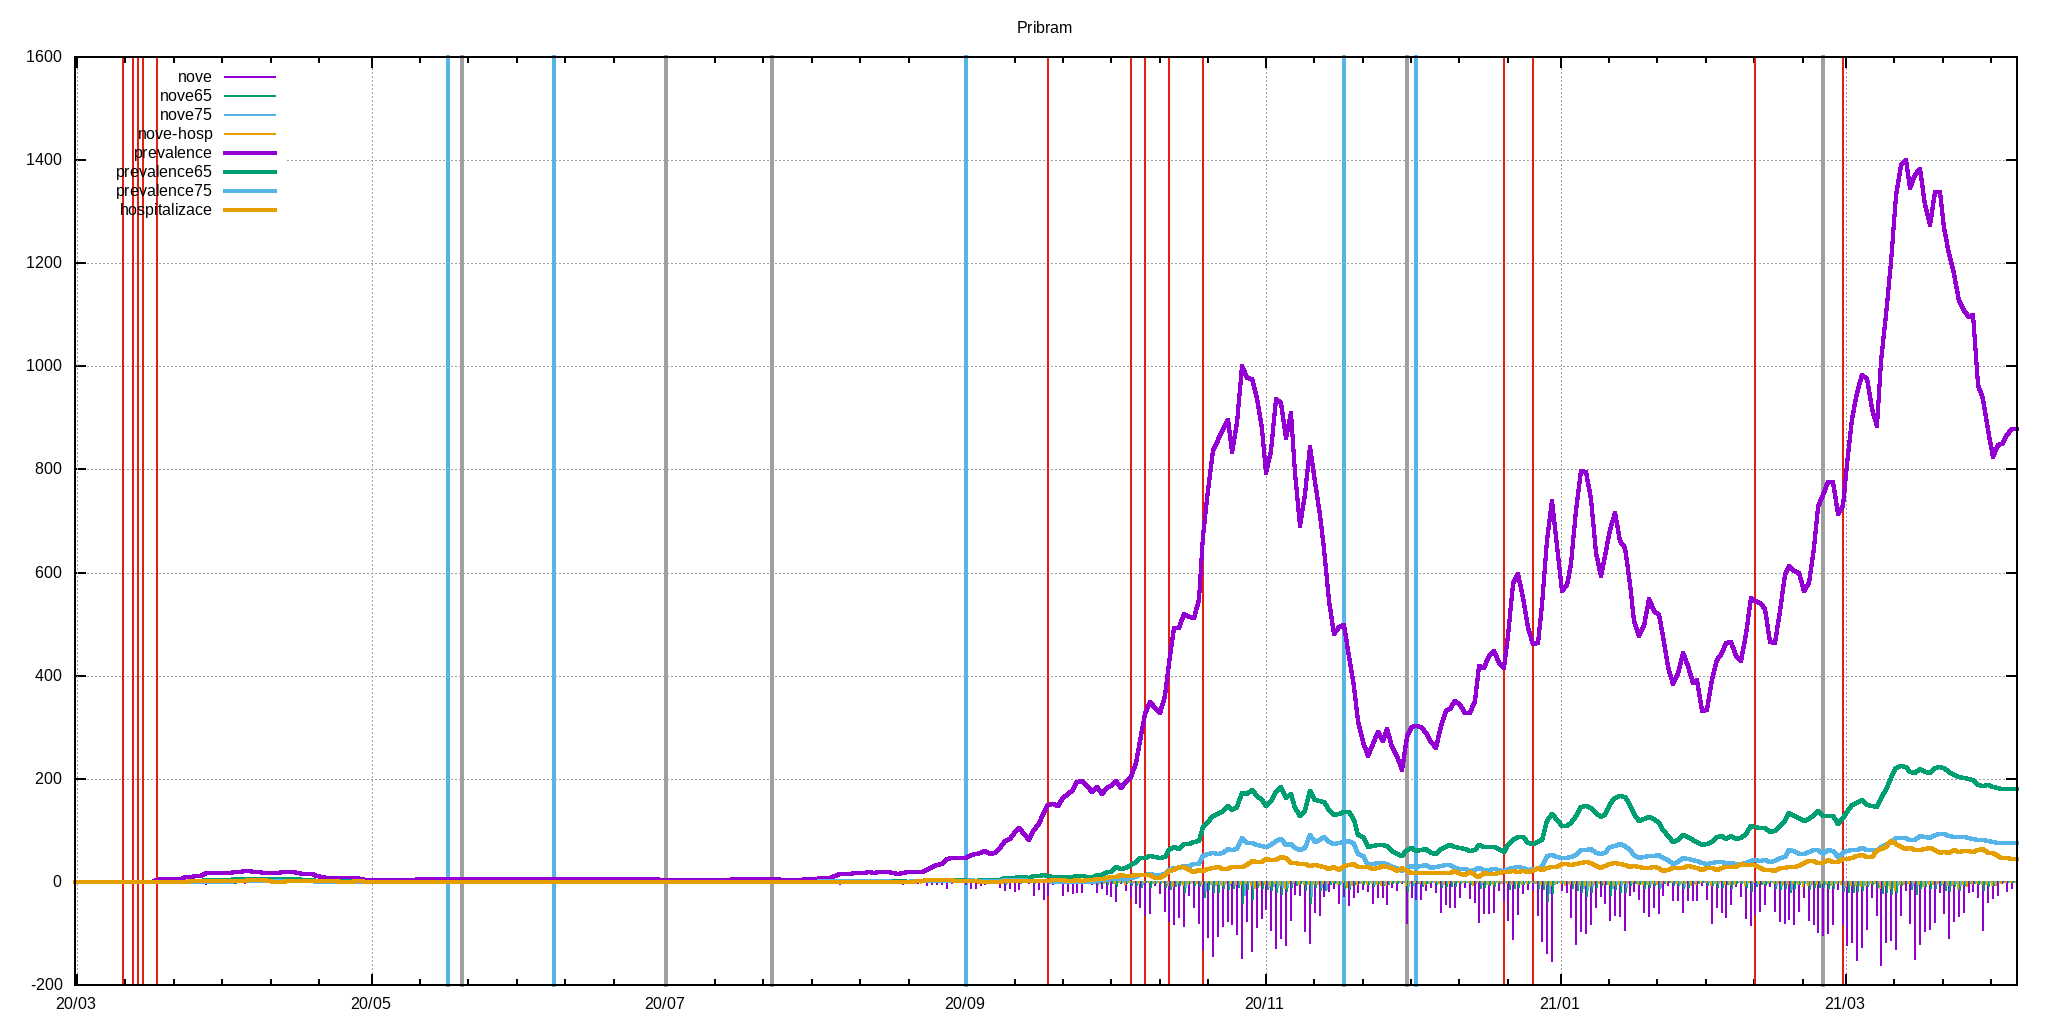 Pribram
1600
1400
1200
1000
800
600
400
200
0
-200
nove
nove65
nove75
nove-hosp
prevalence
prevalence65
prevalence75
hospitalizace
20/03 20/05 20/07 20/09 20/11 21/01 21/03